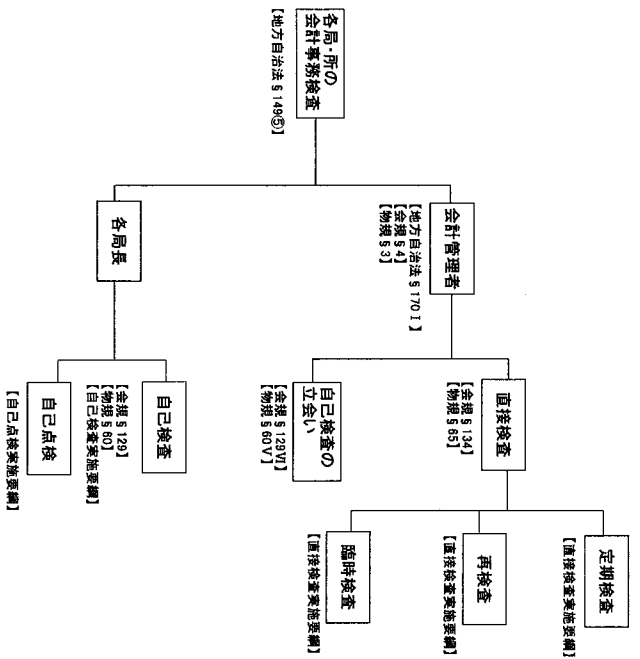 各局・所の
会計事務検査
【地方自治法§149⑤】
会計管理者
【地方自治法§170Ⅰ】
【会規§4】
【物規§3】
直接検査
【会規§134】
【物規§65】
定期検査
【直接検査実施要綱】
再検査
【直接検査実施要綱】
臨時検査
【直接検査実施要綱】
自己検査の
立会い
【会規§129Ⅵ】
【物規§60Ⅴ】
各局長
自己検査
【会規§129】
【物規§60】
【自己検査実施要綱】
自己点検
【自己点検実施要綱】